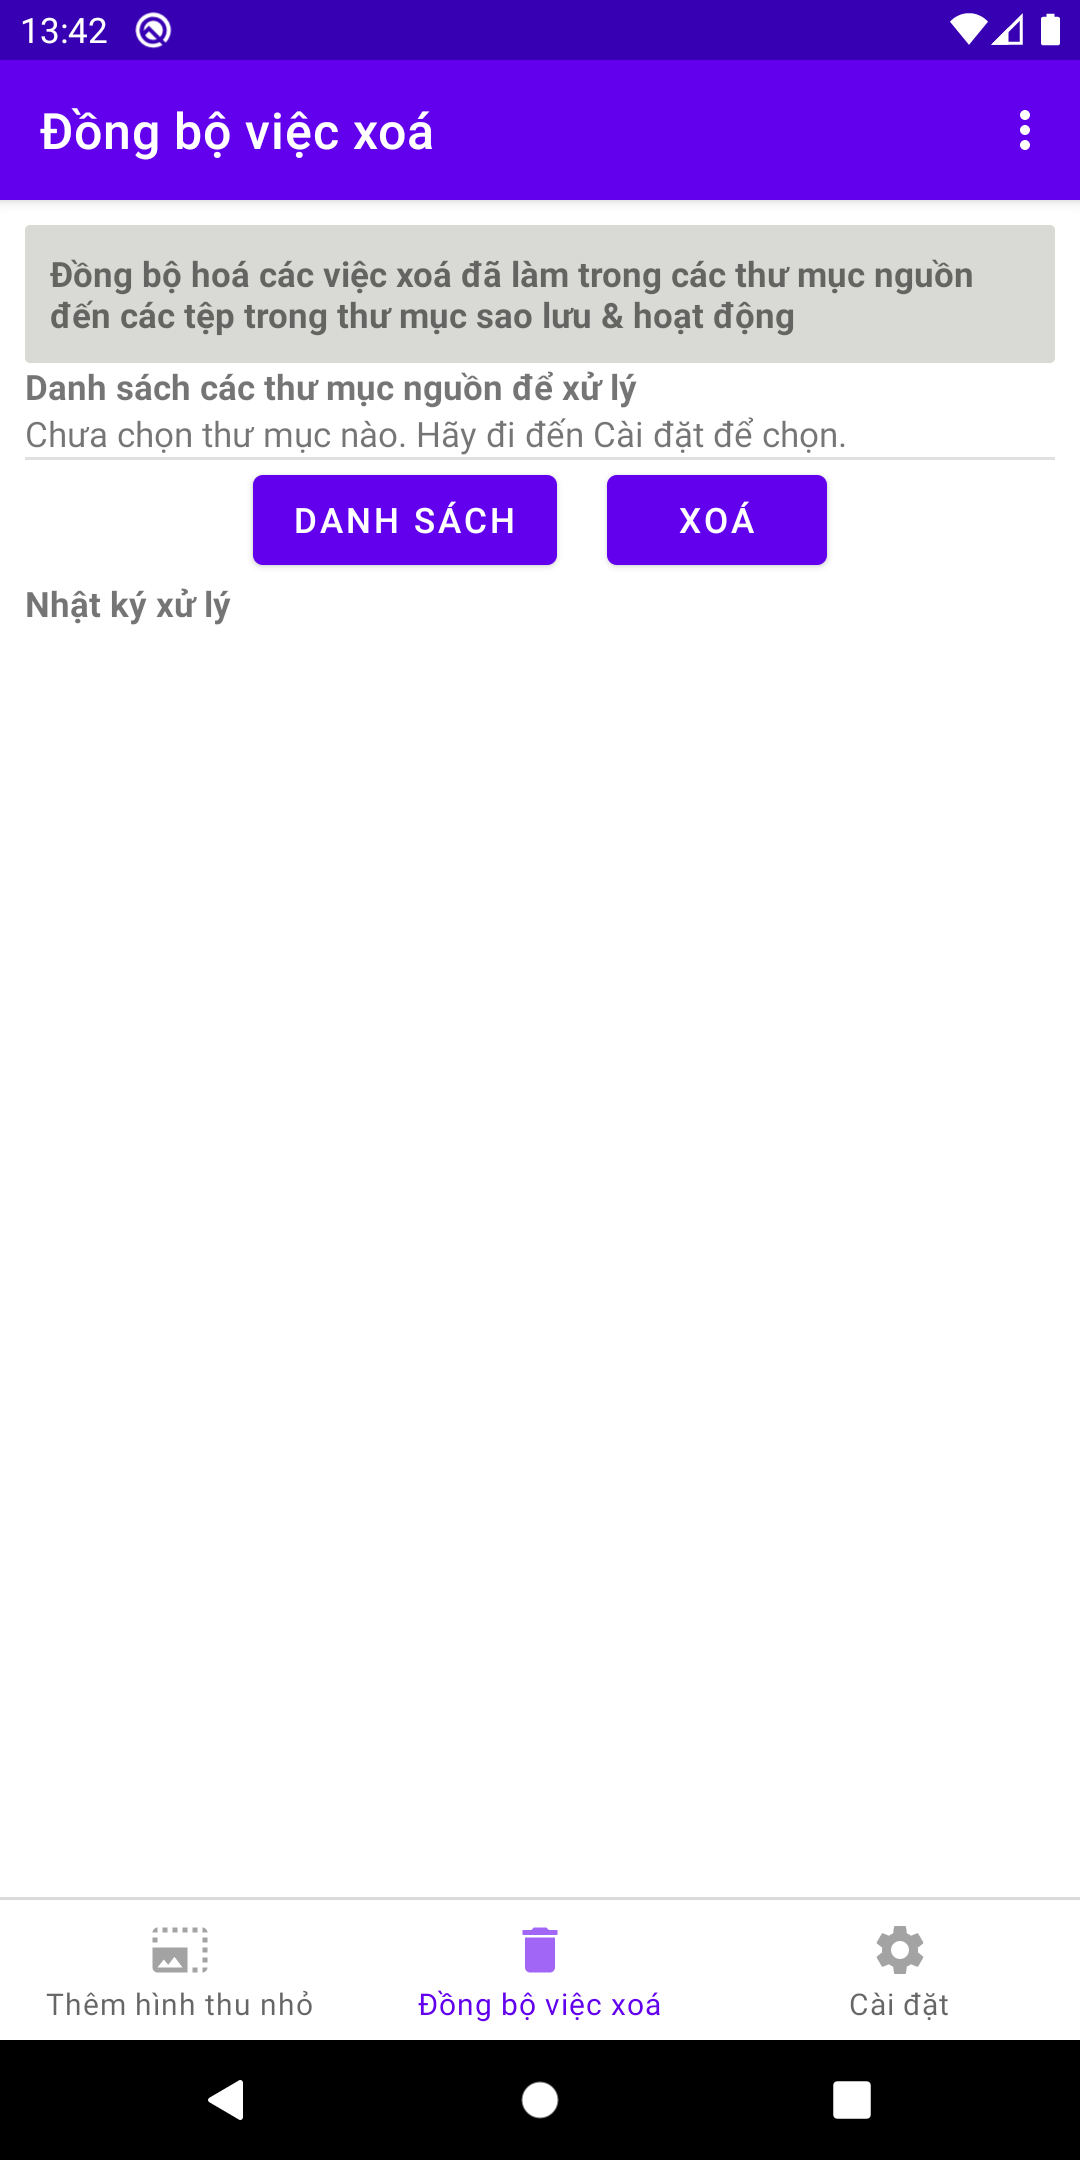 13:42
Đồng bộ việc xoá
Đồng bộ hoá các việc xoá đã làm trong các thư mục nguồn
đến các tệp trong thư mục sao lưu & hoạt động
Danh sách các thư mục nguồn để xử lý
Chưa chọn thư mục nào. Hãy đi đến Cài đặt để chọn.
DANH SÁCH XOÁ
Nhật ký xử lý
Thêm hình thu nhỏ Đồng bộ việc xoá Cài đặt